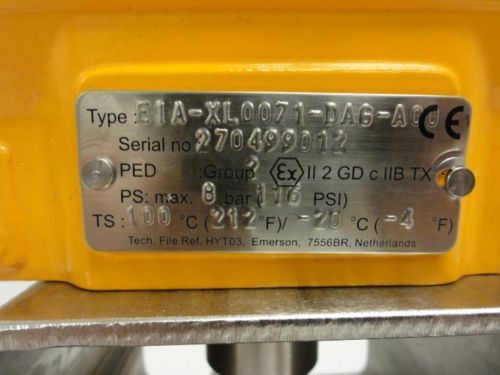 Type : E1A-XL0071-DAG-A00 CE
Serial no 270499012
PED :Group 2 Ex II 2 GD c IIB TX
PS: max. 8 bar ( 116 PSI)
TS : 100 °C ( 212 °F)/ -20 °C ( -4 °F)
Tech. File Ref. HYT03, Emerson, 7556BR, Netherlands